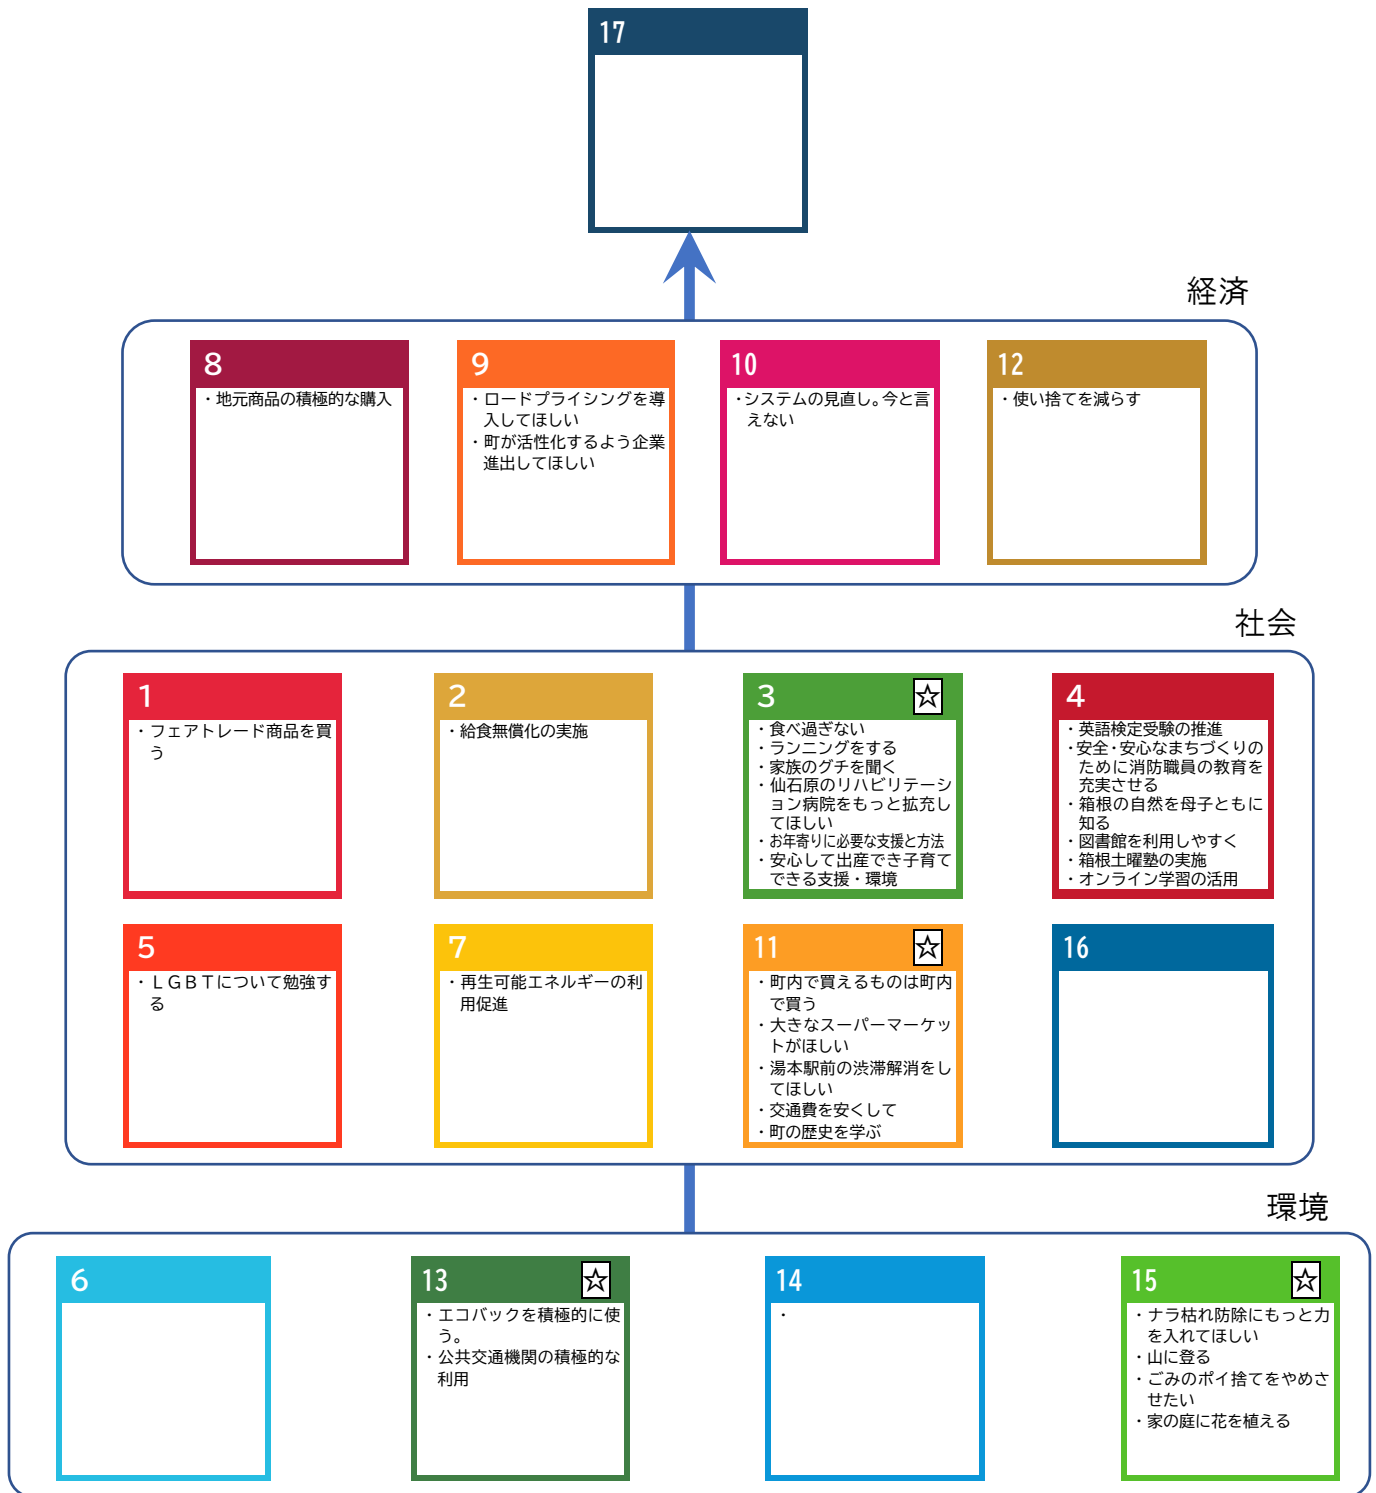 17
経済
8
・地元商品の積極的な購入
9
・ロードプライシングを導
入してほしい
・町が活性化するよう企業
進出してほしい
10
・システムの見直し。今と言
えない
12
・使い捨てを減らす
社会
1
・フェアトレード商品を買
う
2
・給食無償化の実施
3
☆
・食べ過ぎない
・ランニングをする
・家族のグチを聞く
・仙石原のリハビリテーシ
ョン病院をもっと拡充し
てほしい
・お年寄りに必要な支援と方法
・安心して出産でき子育て
できる支援・環境
4
・英語検定受験の推進
・安全・安心なまちづくりの
ために消防職員の教育を
充実させる
・箱根の自然を母子ともに
知る
・図書館を利用しやすく
・箱根土曜塾の実施
・オンライン学習の活用
5
・ＬＧＢＴについて勉強す
る
7
・再生可能エネルギーの利
用促進
11
☆
・町内で買えるものは町内
で買う
・大きなスーパーマーケッ
トがほしい
・湯本駅前の渋滞解消をし
てほしい
・交通費を安くして
・町の歴史を学ぶ
16
環境
6
13
☆
・エコバックを積極的に使
う。
・公共交通機関の積極的な
利用
14
・
15
☆
・ナラ枯れ防除にもっと力
を入れてほしい
・山に登る
・ごみのポイ捨てをやめさ
せたい
・家の庭に花を植える